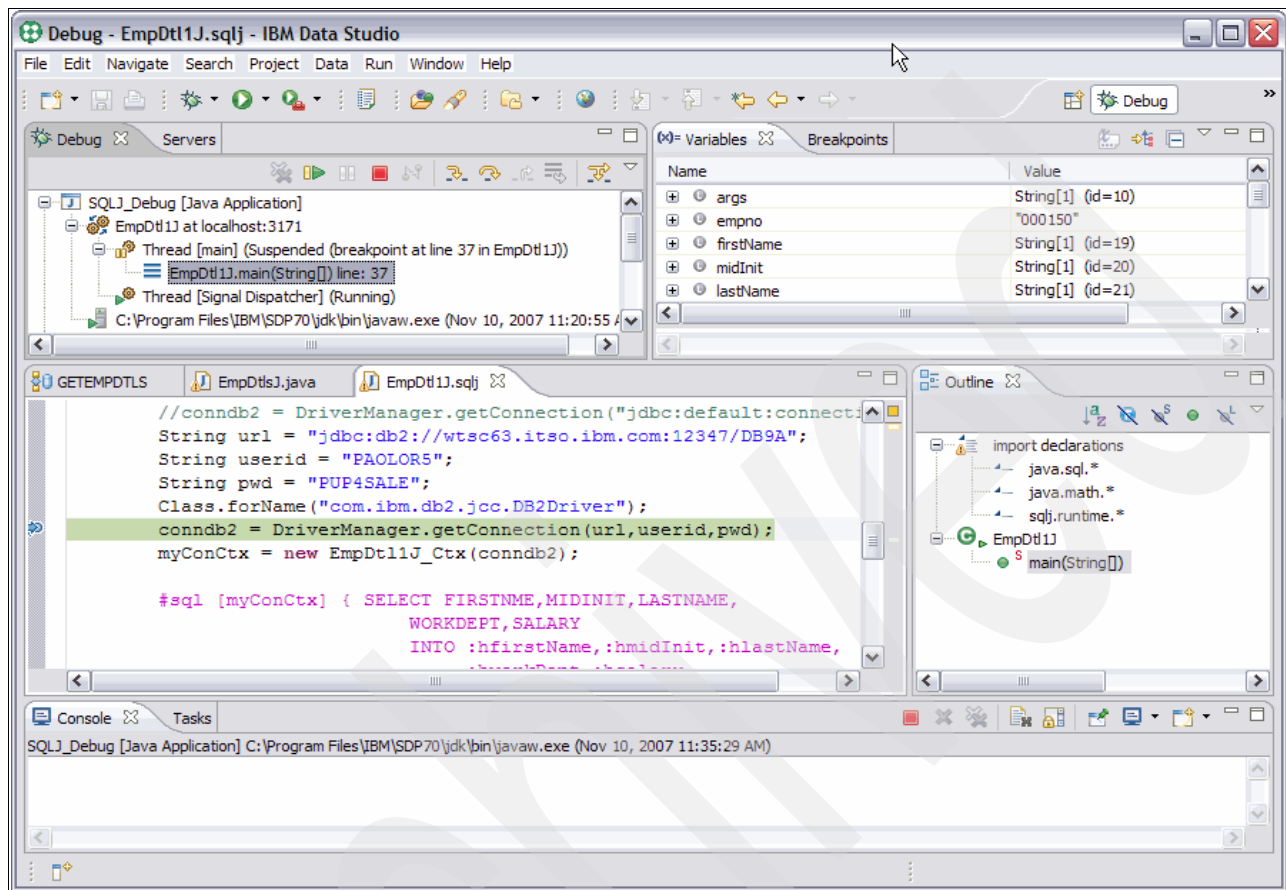 Debug - EmpDtl1J.sqlj - IBM Data Studio
File Edit Navigate Search Project Data Run Window Help
Debug
»
Debug Servers
SQLJ_Debug [Java Application]
EmpDtl1J at localhost:3171
Thread [main] (Suspended (breakpoint at line 37 in EmpDtl1J))
EmpDtl1J.main(String[]) line: 37
Thread [Signal Dispatcher] (Running)
C:\Program Files\IBM\SDP70\jdk\bin\javaw.exe (Nov 10, 2007 11:20:55
(x)= Variables Breakpoints
Name Value
args String[1] (id=10)
empno "000150"
firstName String[1] (id=19)
midInit String[1] (id=20)
lastName String[1] (id=21)
GETEMPDTLS EmpDtlsJ.java EmpDtl1J.sqlj
//conndb2 = DriverManager.getConnection("jdbc:default:connecti
String url = "jdbc:db2://wtsc63.itso.ibm.com:12347/DB9A";
String userid = "PAOLOR5";
String pwd = "PUP4SALE";
Class.forName("com.ibm.db2.jcc.DB2Driver");
conndb2 = DriverManager.getConnection(url,userid,pwd);
myConCtx = new EmpDtl1J_Ctx(conndb2);
#sql [myConCtx] { SELECT FIRSTNME,MIDINIT,LASTNAME,
WORKDEPT,SALARY
INTO :hfirstName,:hmidInit,:hlastName,
Outline
import declarations
java.sql.*
java.math.*
sqlj.runtime.*
EmpDtl1J
main(String[])
Console Tasks
SQLJ_Debug [Java Application] C:\Program Files\IBM\SDP70\jdk\bin\javaw.exe (Nov 10, 2007 11:35:29 AM)